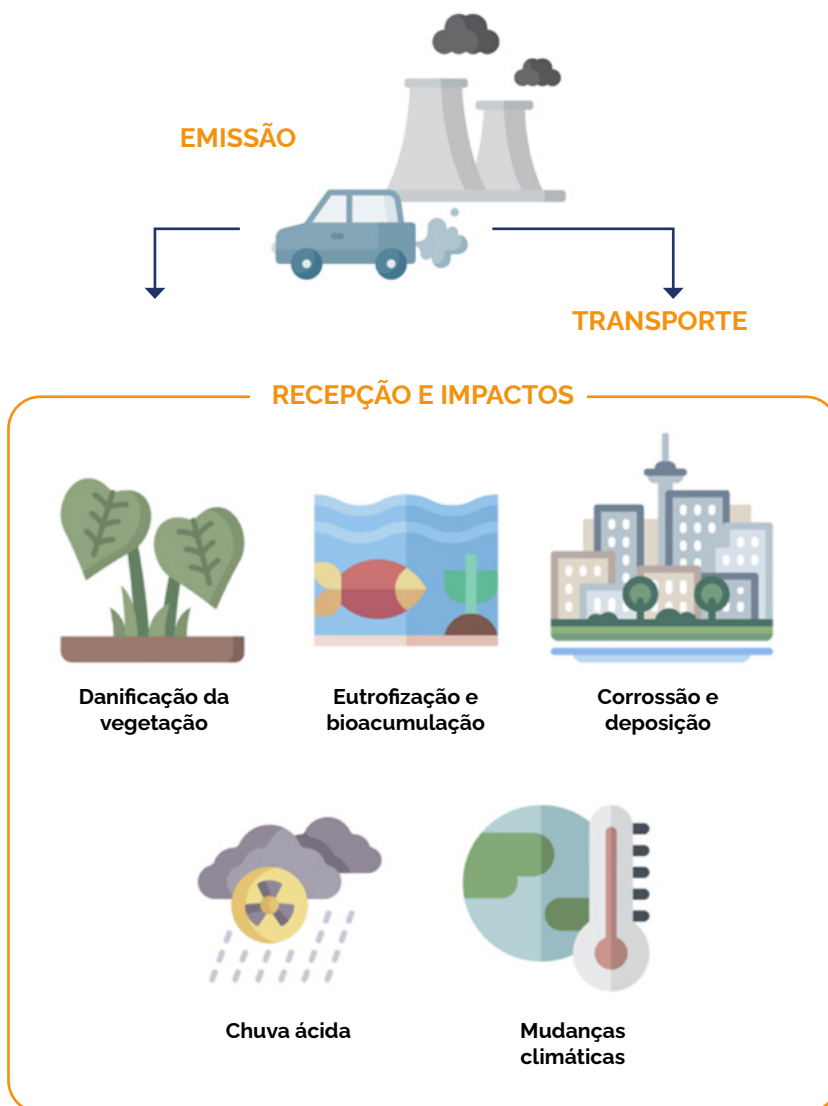 EMISSÃO
TRANSPORTE
RECEPÇÃO E IMPACTOS
Danificação da
vegetação
Eutrofização e
bioacumulação
Corrossão e
deposição
Chuva ácida
Mudanças
climáticas